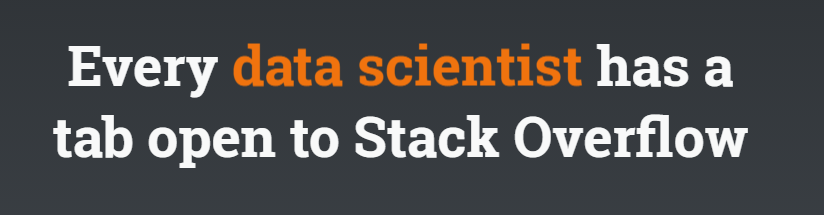 Every data scientist has a
tab open to Stack Overflow